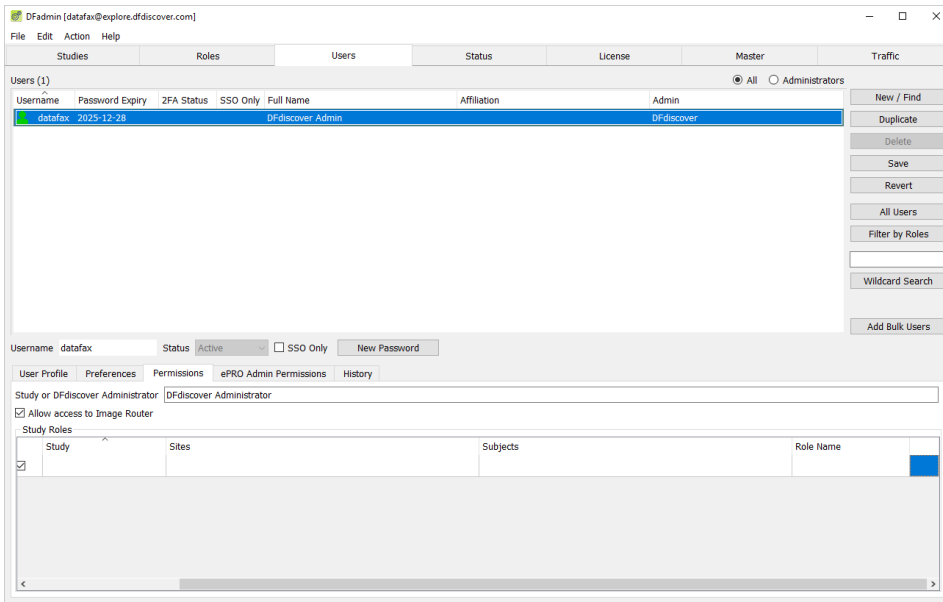 DFadmin [datafax@explore.dfdiscover.com]
File Edit Action Help
Studies Roles Users Status License Master Traffic
Users (1) All Administrators
Username Password Expiry 2FA Status SSO Only Full Name Affiliation Admin
datafax 2025-12-28 DFdiscover Admin DFdiscover
New / Find
Duplicate
Delete
Save
Revert
All Users
Filter by Roles
Wildcard Search
Add Bulk Users
Username datafax Status Active SSO Only New Password
User Profile Preferences Permissions ePRO Admin Permissions History
Study or DFdiscover Administrator DFdiscover Administrator
Allow access to Image Router
Study Roles
Study Sites Subjects Role Name